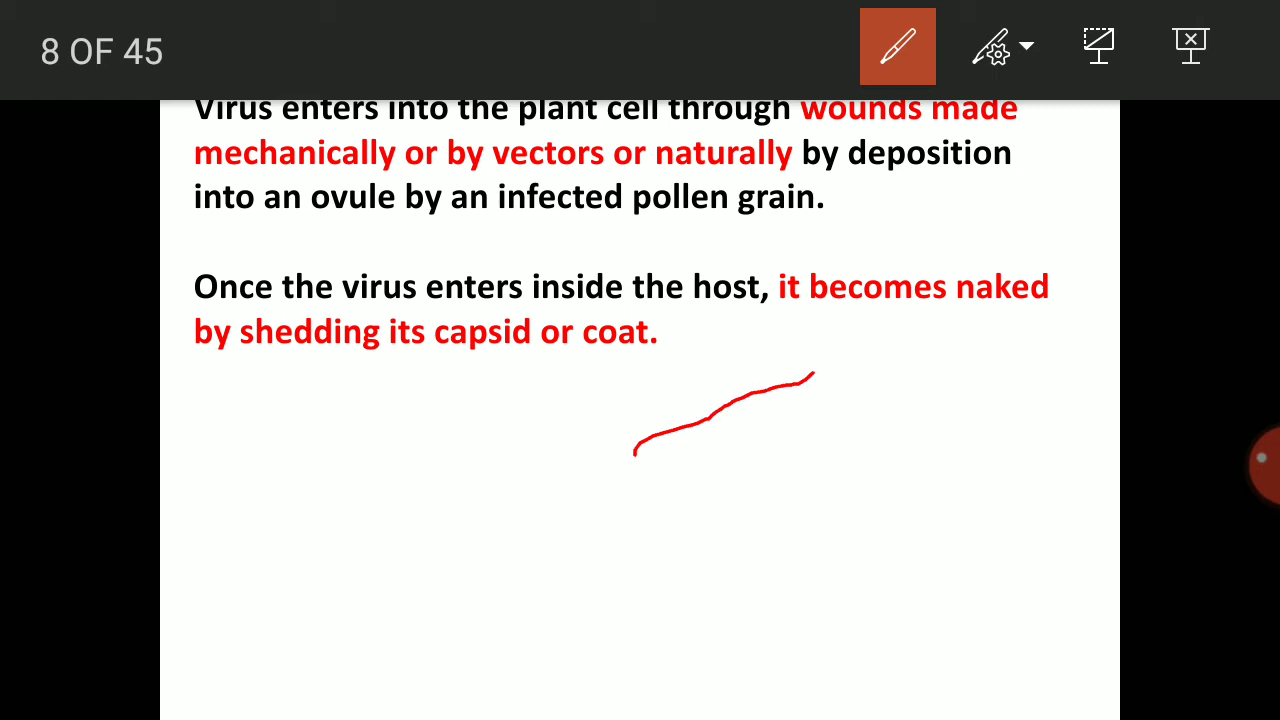 8 OF 45
Virus enters into the plant cell through wounds made
mechanically or by vectors or naturally by deposition
into an ovule by an infected pollen grain.
Once the virus enters inside the host, it becomes naked
by shedding its capsid or coat.